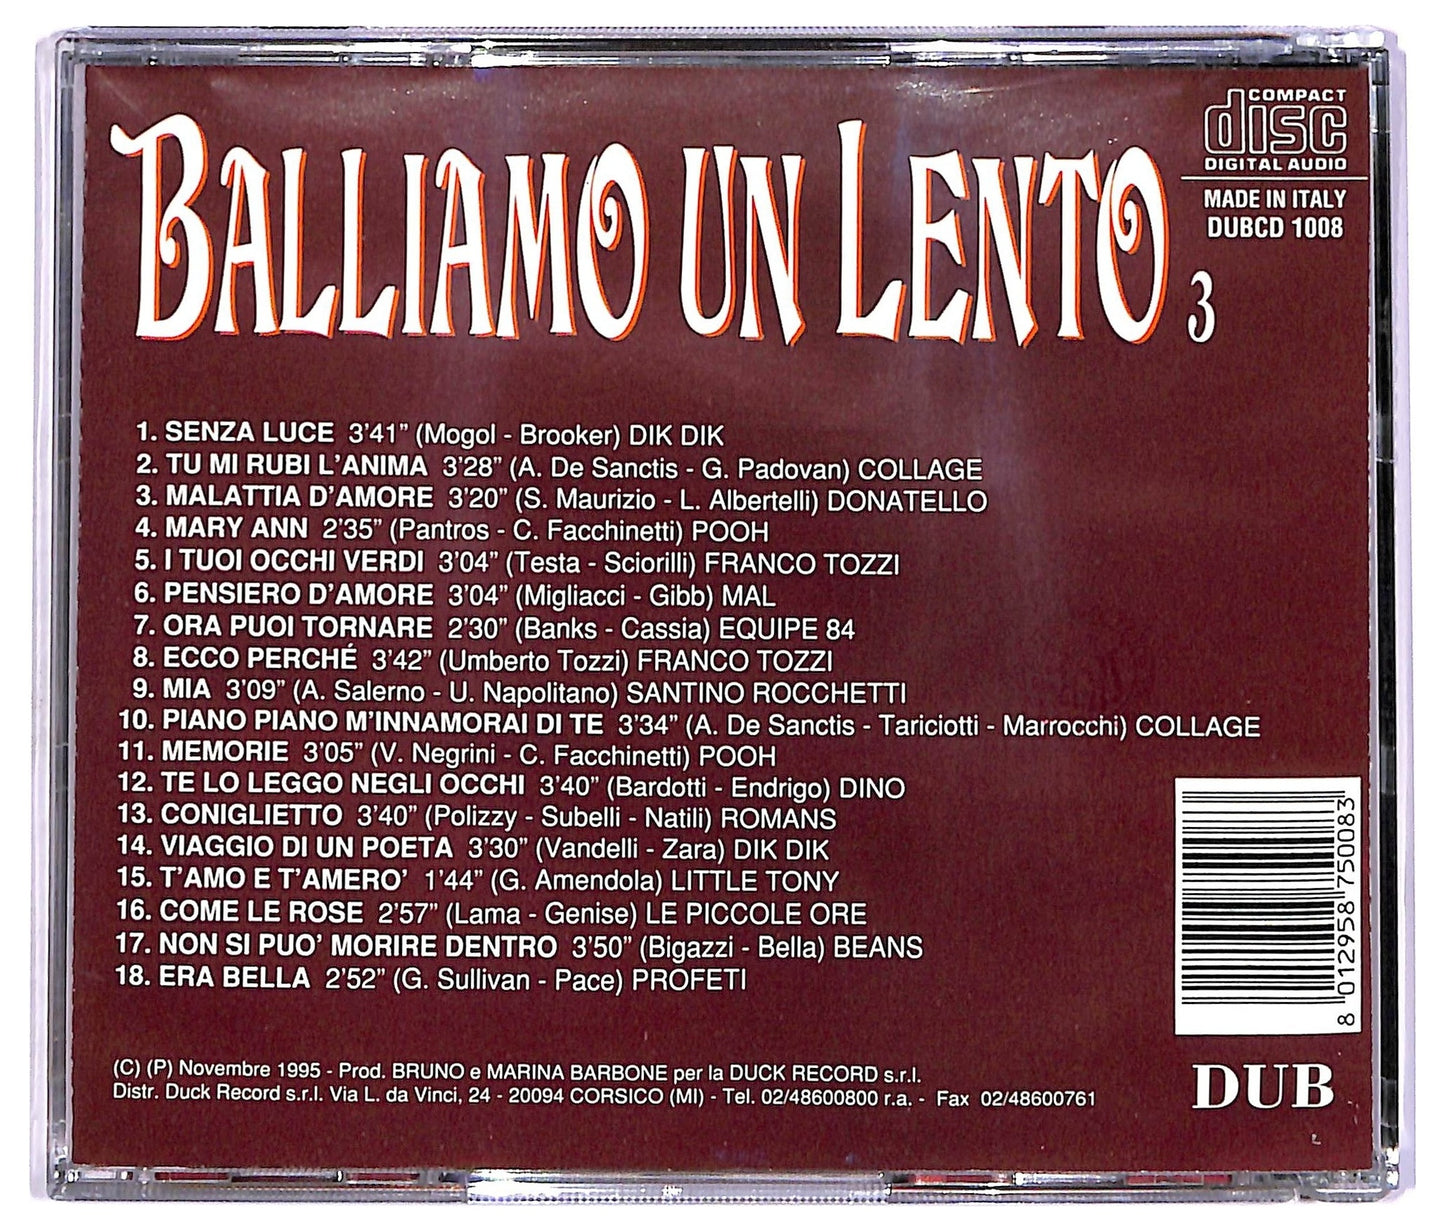 BALLIAMO UN LENTO 3
COMPACT
disc
DIGITAL AUDIO
MADE IN ITALY
DUBCD 1008
1. SENZA LUCE 3'41" (Mogol - Brooker) DIK DIK
2. TU MI RUBI L'ANIMA 3'28" (A. De Sanctis - G. Padovan) COLLAGE
3. MALATTIA D'AMORE 3'20" (S. Maurizio - L. Albertelli) DONATELLO
4. MARY ANN 2'35" (Pantros - C. Facchinetti) POOH
5. I TUOI OCCHI VERDI 3'04" (Testa - Sciorilli) FRANCO TOZZI
6. PENSIERO D'AMORE 3'04" (Migliacci - Gibb) MAL
7. ORA PUOI TORNARE 2'30" (Banks - Cassia) EQUIPE 84
8. ECCO PERCHÉ 3'42" (Umberto Tozzi) FRANCO TOZZI
9. MIA 3'09" (A. Salerno - U. Napolitano) SANTINO ROCCHETTI
10. PIANO PIANO M'INNAMORAI DI TE 3'34" (A. De Sanctis - Tariciotti - Marrocchi) COLLAGE
11. MEMORIE 3'05" (V. Negrini - C. Facchinetti) POOH
12. TE LO LEGGO NEGLI OCCHI 3'40" (Bardotti - Endrigo) DINO
13. CONIGLIETTO 3'40" (Polizzy - Subelli - Natili) ROMANS
14. VIAGGIO DI UN POETA 3'30" (Vandelli - Zara) DIK DIK
15. T'AMO E T'AMERO' 1'44" (G. Amendola) LITTLE TONY
16. COME LE ROSE 2'57" (Lama - Genise) LE PICCOLE ORE
17. NON SI PUO' MORIRE DENTRO 3'50" (Bigazzi - Bella) BEANS
18. ERA BELLA 2'52" (G. Sullivan - Pace) PROFETI
8 012958 750083
(C) (P) Novembre 1995 - Prod. BRUNO e MARINA BARBONE per la DUCK RECORD s.r.l.
Distr. Duck Record s.r.l. Via L. da Vinci, 24 - 20094 CORSICO (MI) - Tel. 02/48600800 r.a. - Fax 02/48600761
DUB